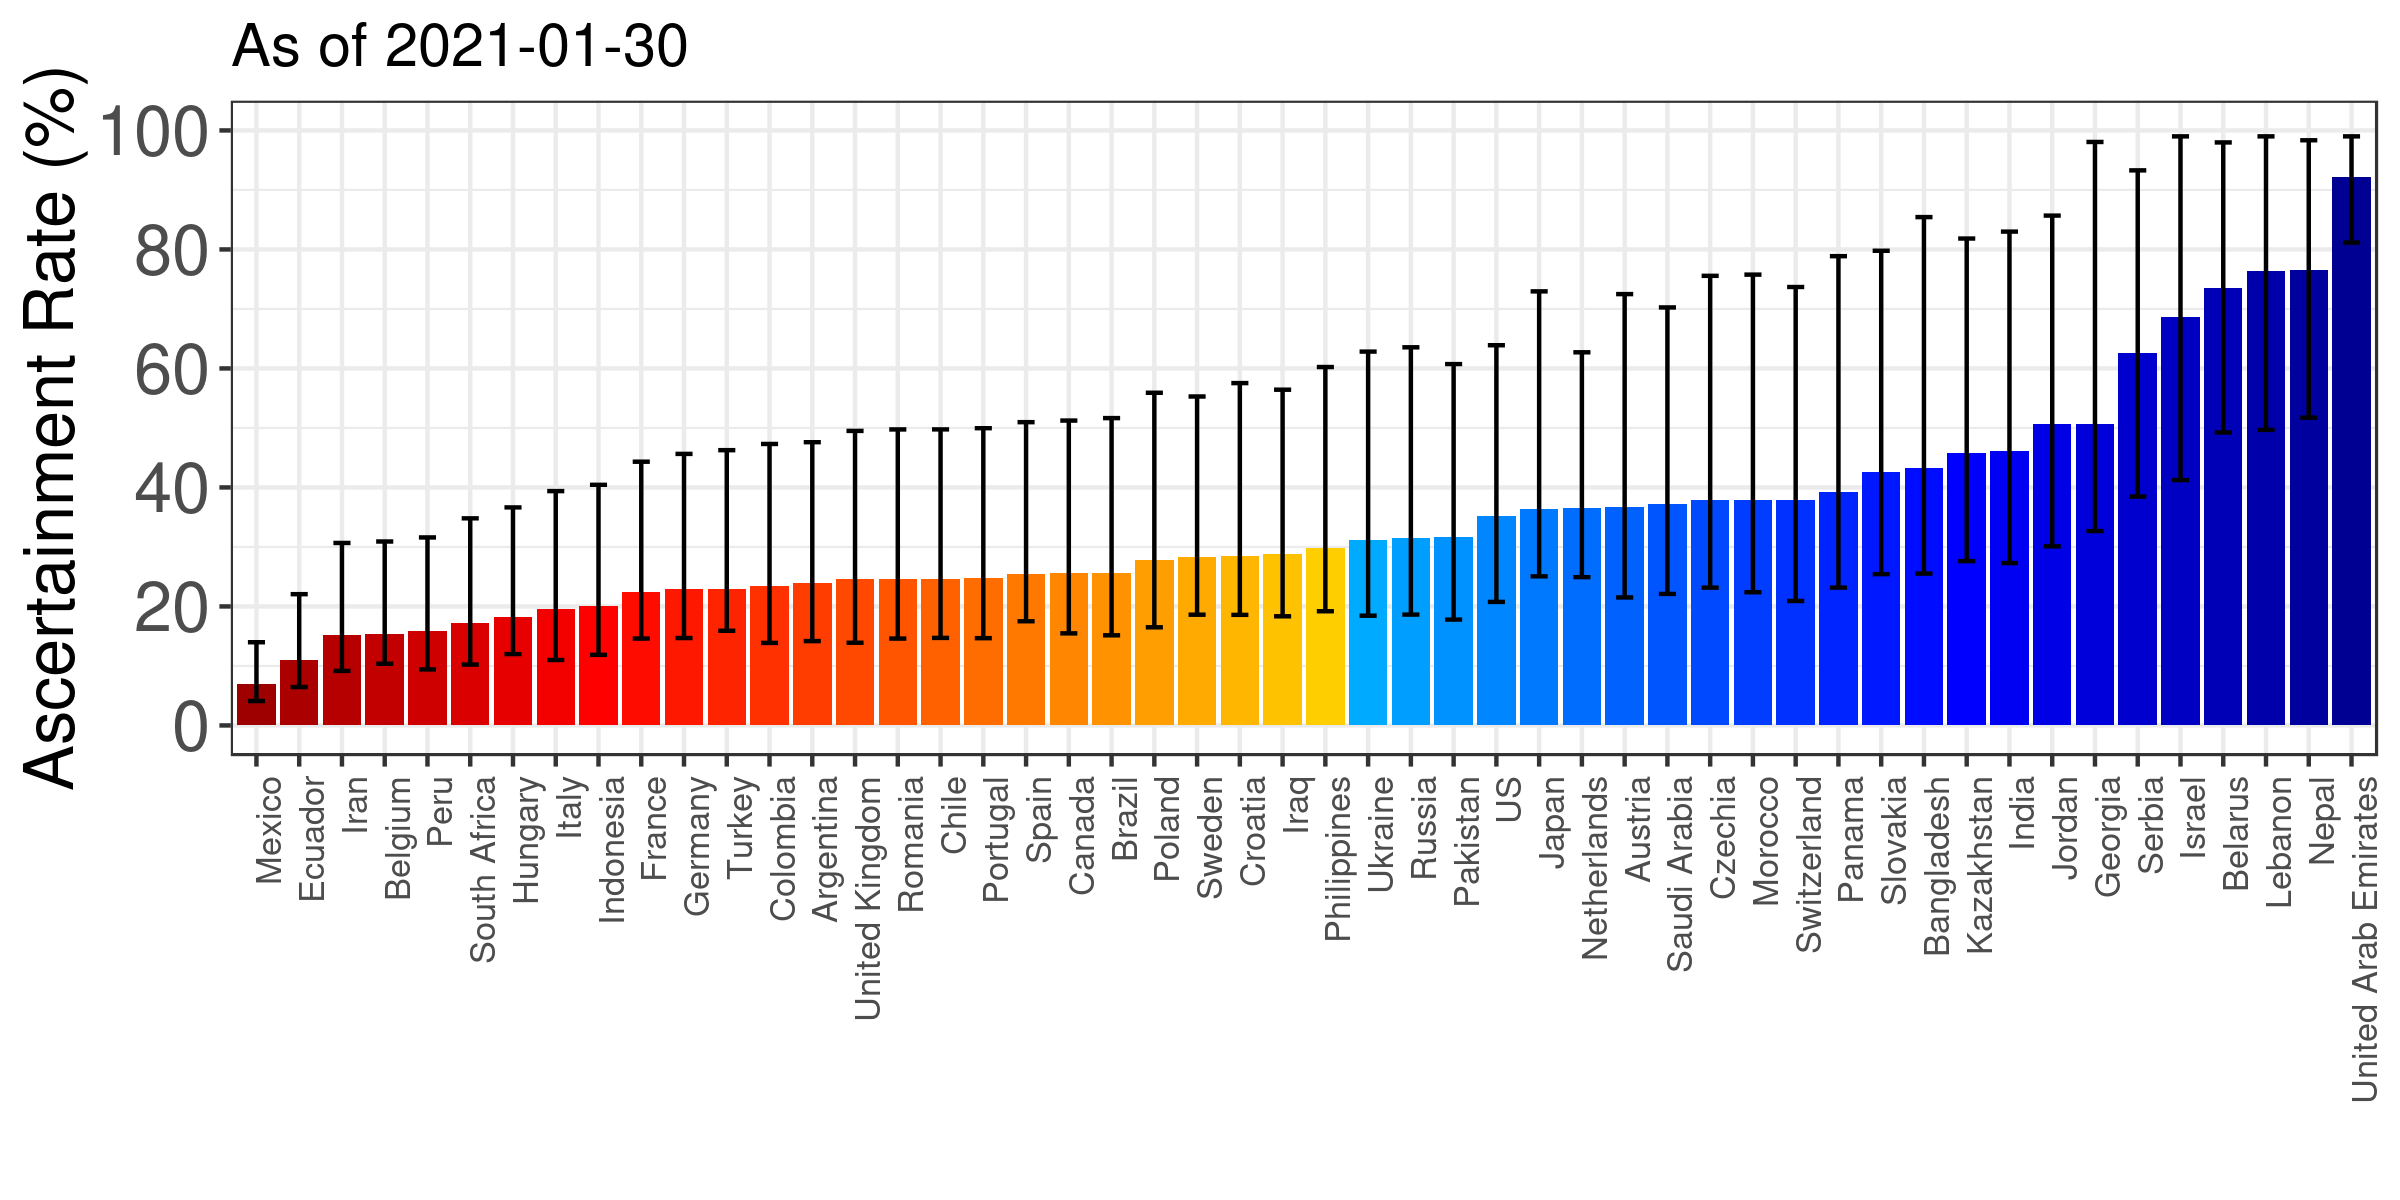 As of 2021-01-30
Ascertainment Rate (%)
100
80
60
40
20
0
Mexico
Ecuador
Iran
Belgium
Peru
South Africa
Hungary
Italy
Indonesia
France
Germany
Turkey
Colombia
Argentina
United Kingdom
Romania
Chile
Portugal
Spain
Canada
Brazil
Poland
Sweden
Croatia
Iraq
Philippines
Ukraine
Russia
Pakistan
US
Japan
Netherlands
Austria
Saudi Arabia
Czechia
Morocco
Switzerland
Panama
Slovakia
Bangladesh
Kazakhstan
India
Jordan
Georgia
Serbia
Israel
Belarus
Lebanon
Nepal
United Arab Emirates